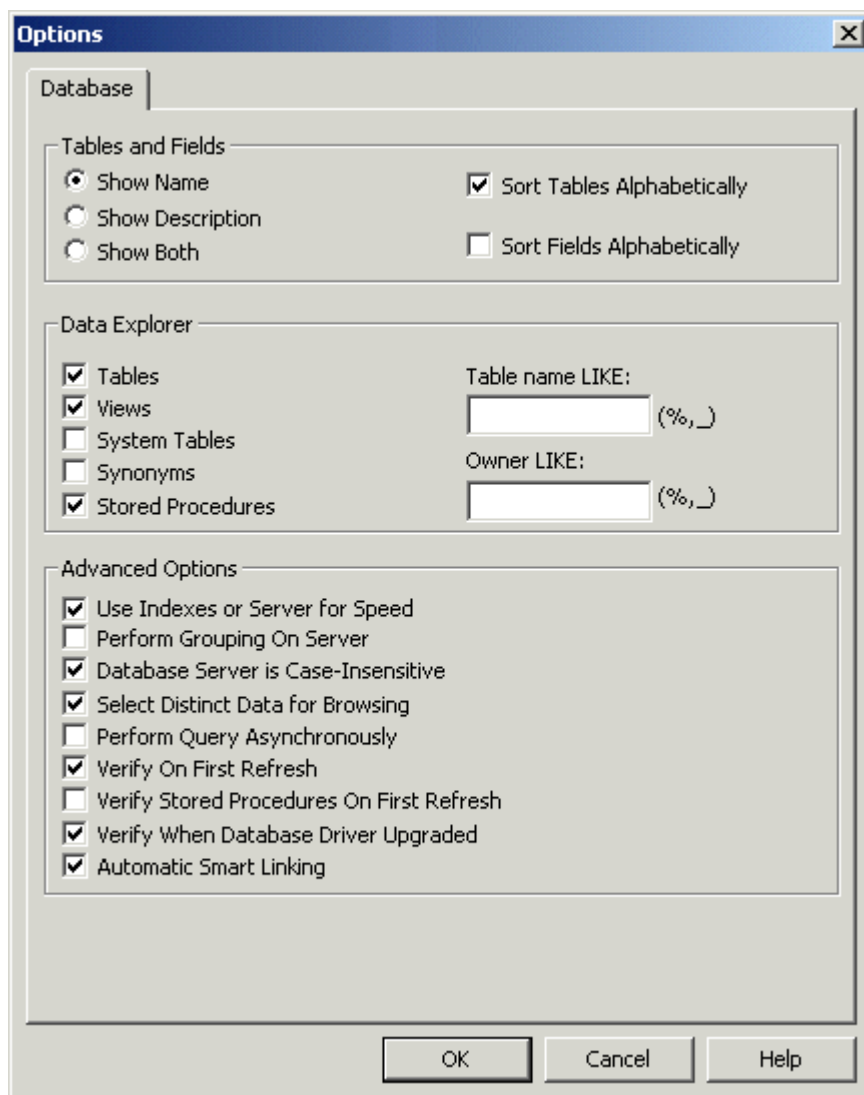 Options
Database
Tables and Fields
Show Name
Show Description
Show Both
Sort Tables Alphabetically
Sort Fields Alphabetically
Data Explorer
Tables
Views
System Tables
Synonyms
Stored Procedures
Table name LIKE:
(%,_)
Owner LIKE:
(%,_)
Advanced Options
Use Indexes or Server for Speed
Perform Grouping On Server
Database Server is Case-Insensitive
Select Distinct Data for Browsing
Perform Query Asynchronously
Verify On First Refresh
Verify Stored Procedures On First Refresh
Verify When Database Driver Upgraded
Automatic Smart Linking
OK
Cancel
Help